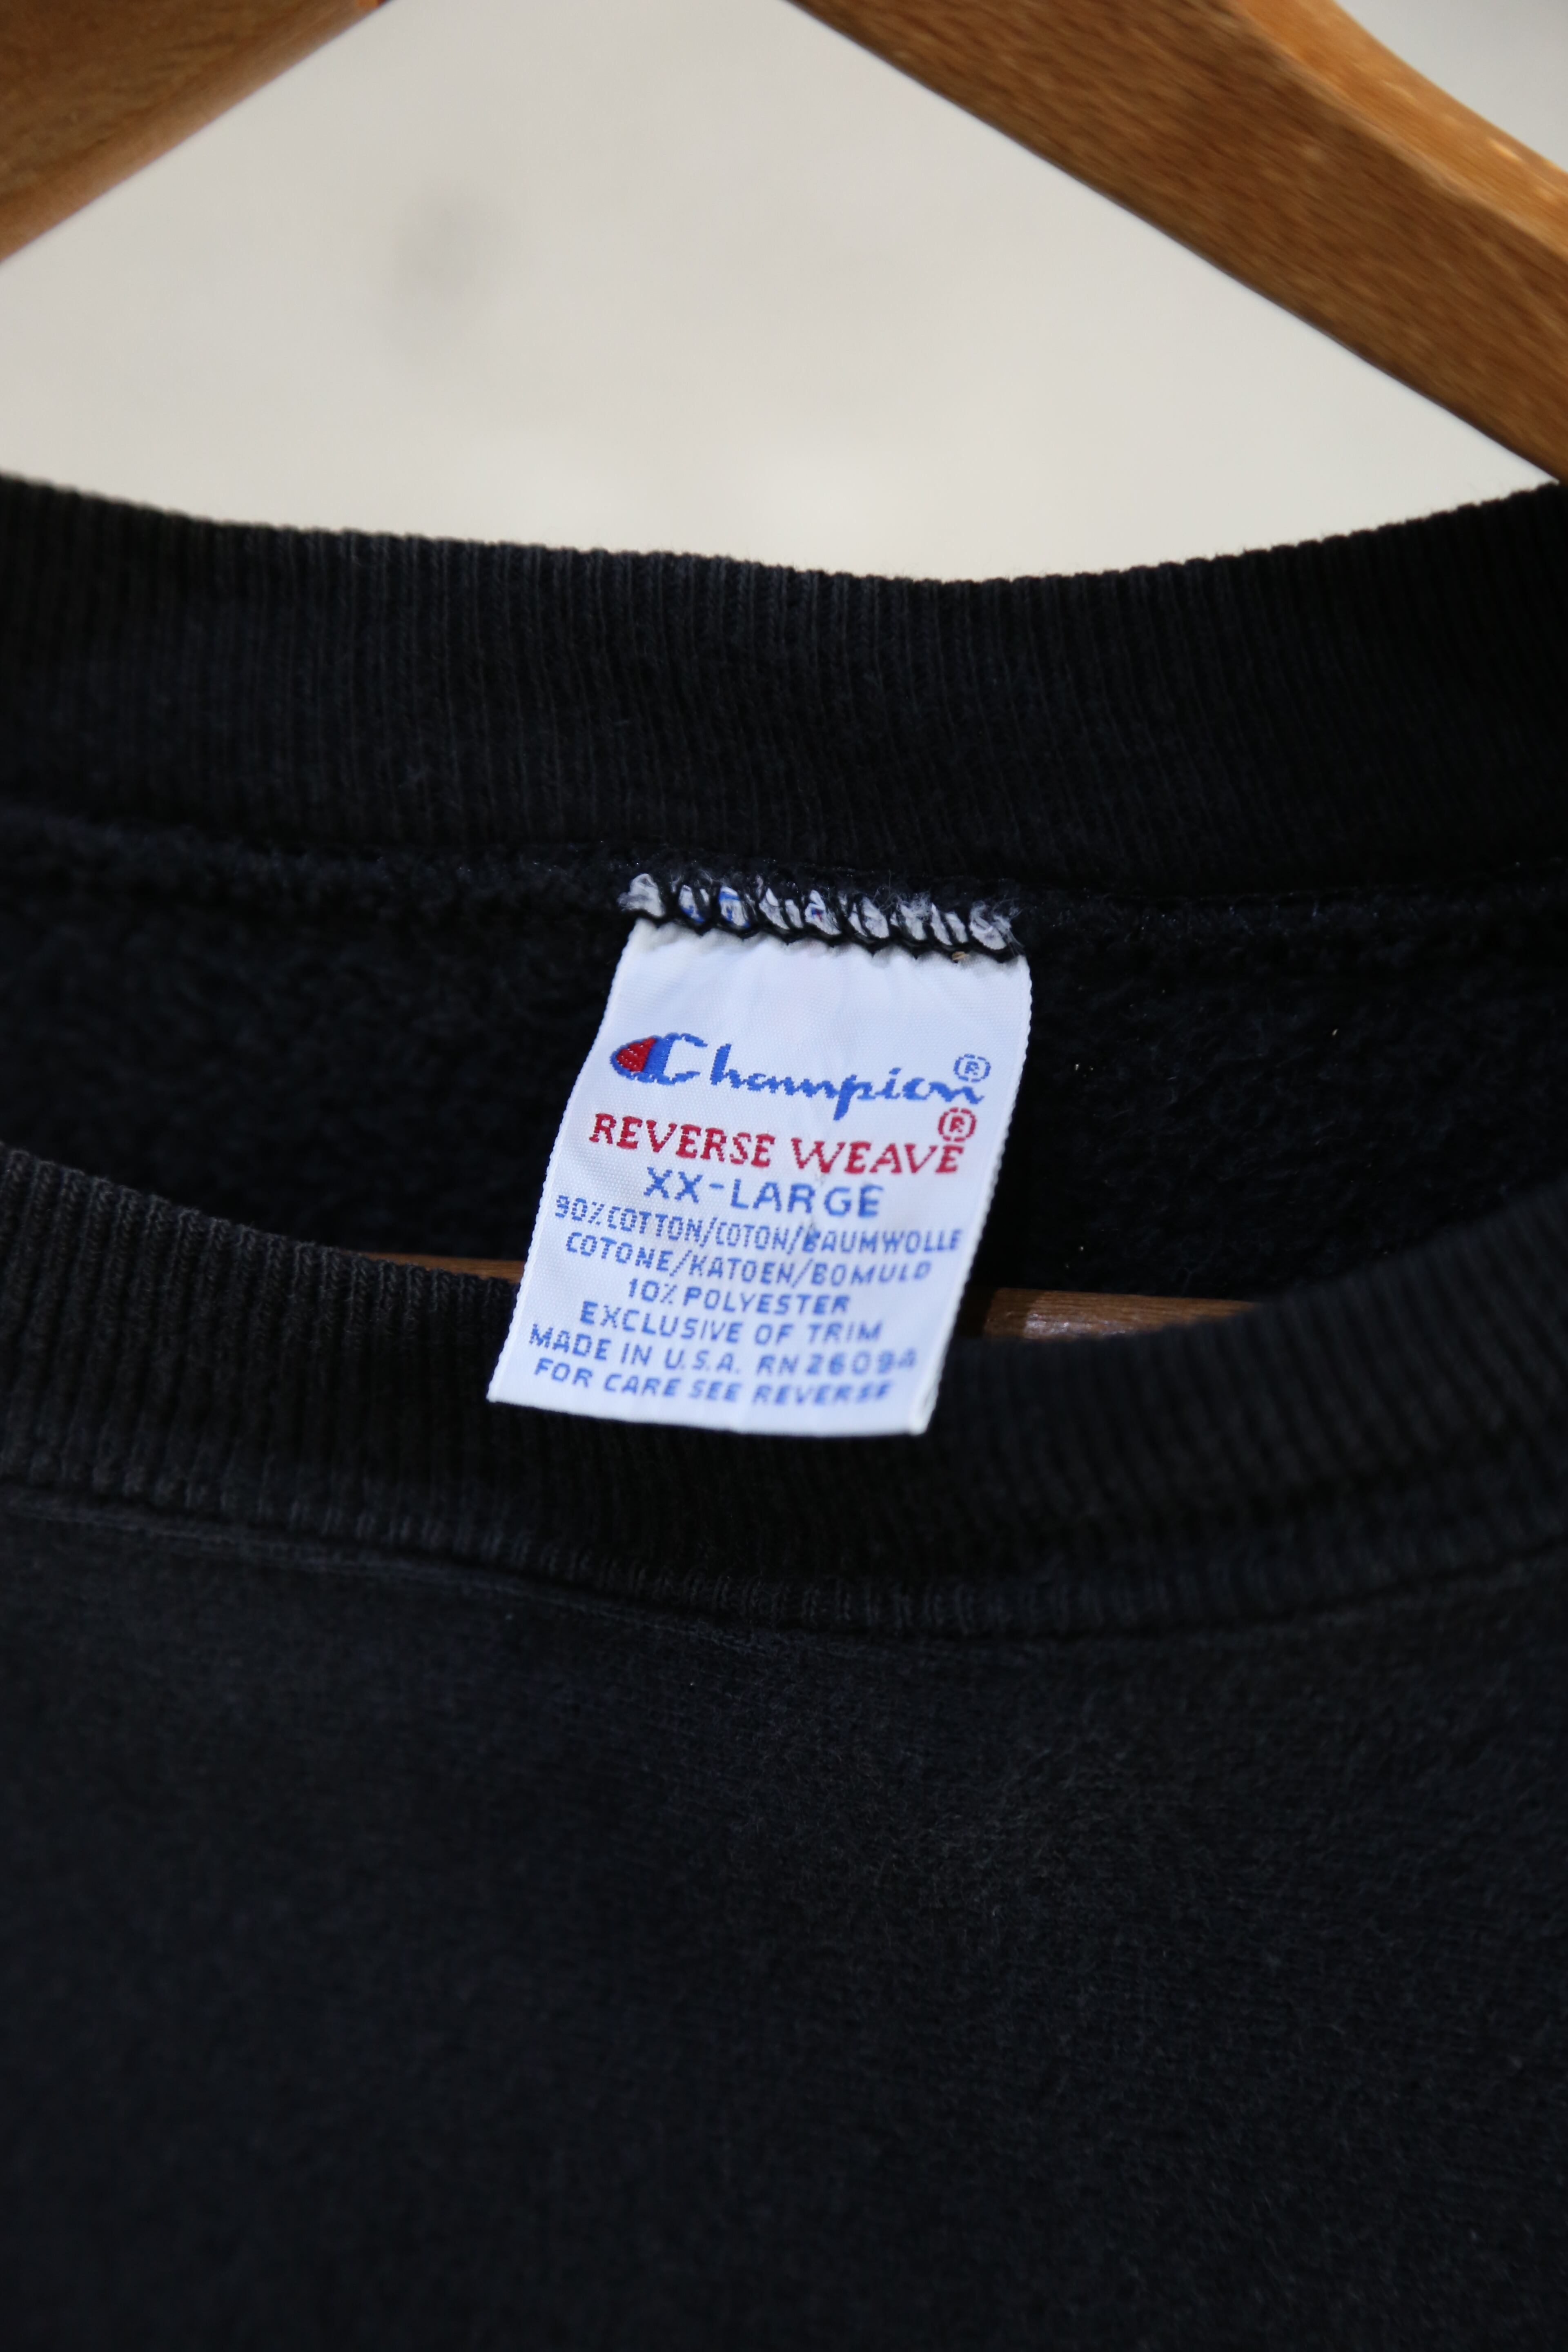 Champion®
REVERSE WEAVE®
XX-LARGE
90% COTTON/COTON/BAUMWOLLE
COTONE/KATOEN/BOMULD
10% POLYESTER
EXCLUSIVE OF TRIM
MADE IN U.S.A. RN 26094
FOR CARE SEE REVERSE